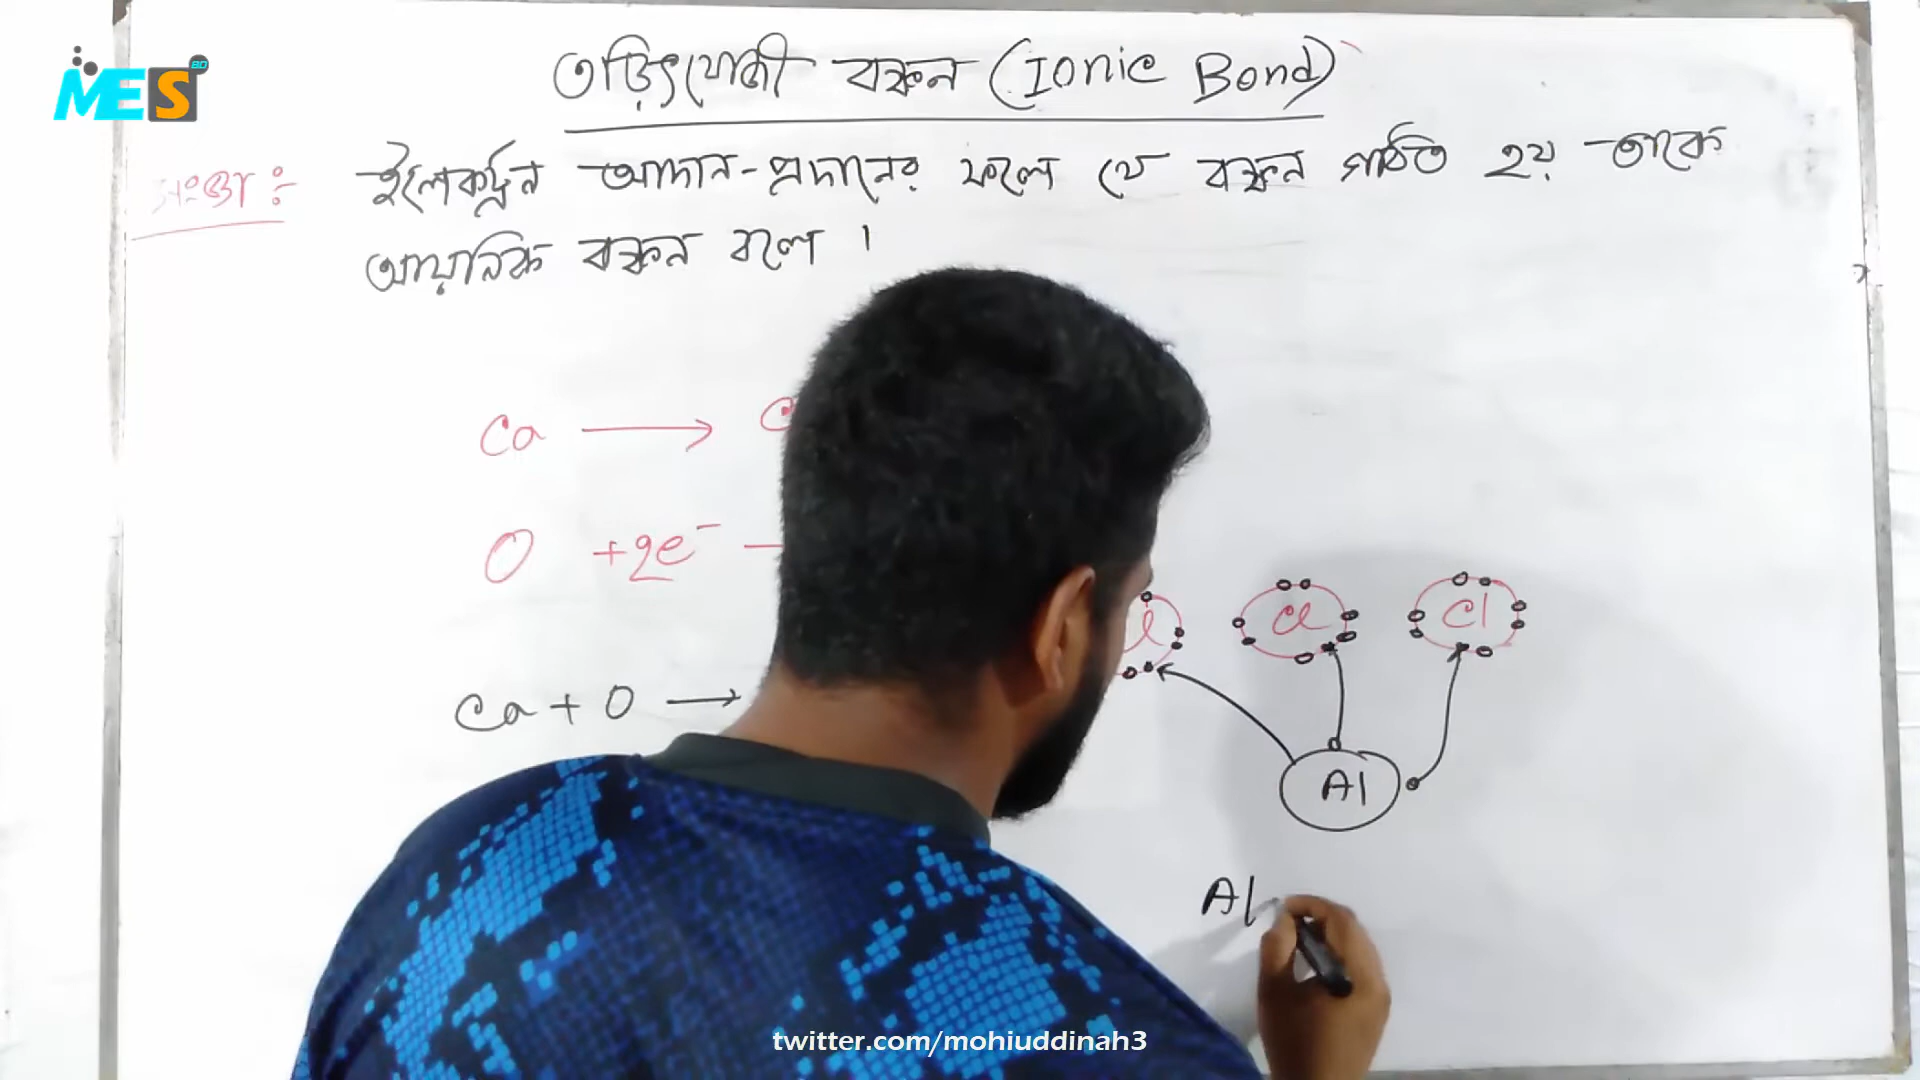 MES BD
তড়িৎযোজী বন্ধন (Ionic Bond)
সংজ্ঞা :- ইলেকট্রন আদান-প্রদানের ফলে যে বন্ধন গঠিত হয় তাকে
আয়নিক বন্ধন বলে ।
Ca → C
O +2e⁻ —
Cl Cl
Ca + O →
Al
Al
twitter.com/mohiuddinah3